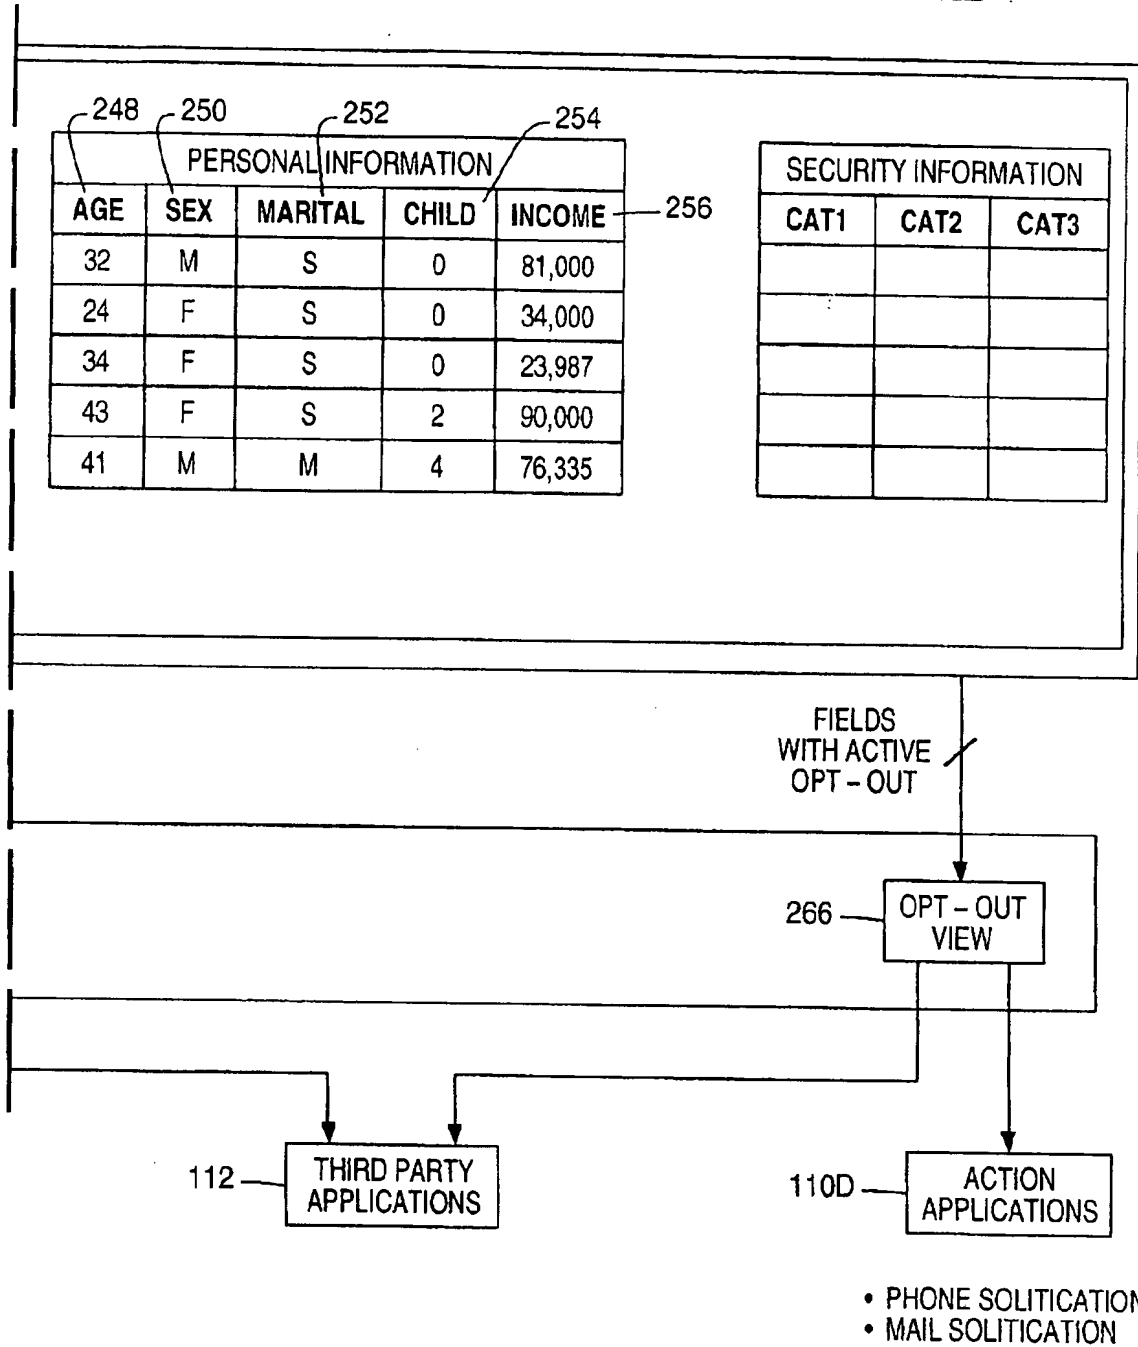 248 250 252 254
PERSONAL INFORMATION
AGE SEX MARITAL CHILD INCOME 256
32 M S 0 81,000
24 F S 0 34,000
34 F S 0 23,987
43 F S 2 90,000
41 M M 4 76,335
SECURITY INFORMATION
CAT1 CAT2 CAT3
FIELDS
WITH ACTIVE
OPT – OUT
266
OPT – OUT
VIEW
112
THIRD PARTY
APPLICATIONS
110D
ACTION
APPLICATIONS
• PHONE SOLITICATION
• MAIL SOLITICATION